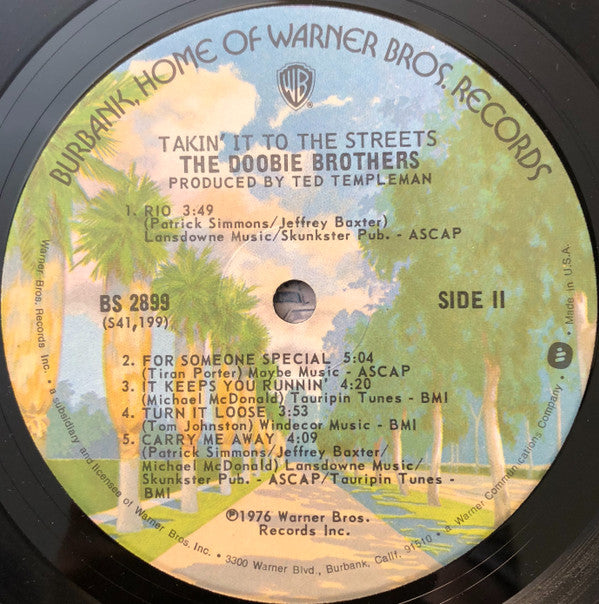 BURBANK, HOME OF WARNER BROS. RECORDS
WB
®
TAKIN' IT TO THE STREETS
THE DOOBIE BROTHERS
PRODUCED BY TED TEMPLEMAN
1. RIO 3:49
(Patrick Simmons/Jeffrey Baxter)
Lansdowne Music/Skunkster Pub. - ASCAP
BS 2899
(S41,199)
SIDE II
2. FOR SOMEONE SPECIAL 5:04
(Tiran Porter) Maybe Music - ASCAP
3. IT KEEPS YOU RUNNIN' 4:20
(Michael McDonald) Tauripin Tunes - BMI
4. TURN IT LOOSE 3:53
(Tom Johnston) Windecor Music - BMI
5. CARRY ME AWAY 4:09
(Patrick Simmons/Jeffrey Baxter/
Michael McDonald) Lansdowne Music/
Skunkster Pub. - ASCAP/Tauripin Tunes -
BMI
℗1976 Warner Bros.
Records Inc.
Warner Bros. Records Inc. • a subsidiary and licensee of Warner Bros. Inc. • 3300 Warner Blvd., Burbank, Calif. 91510 • a Warner Communications Company. • Made in U.S.A.